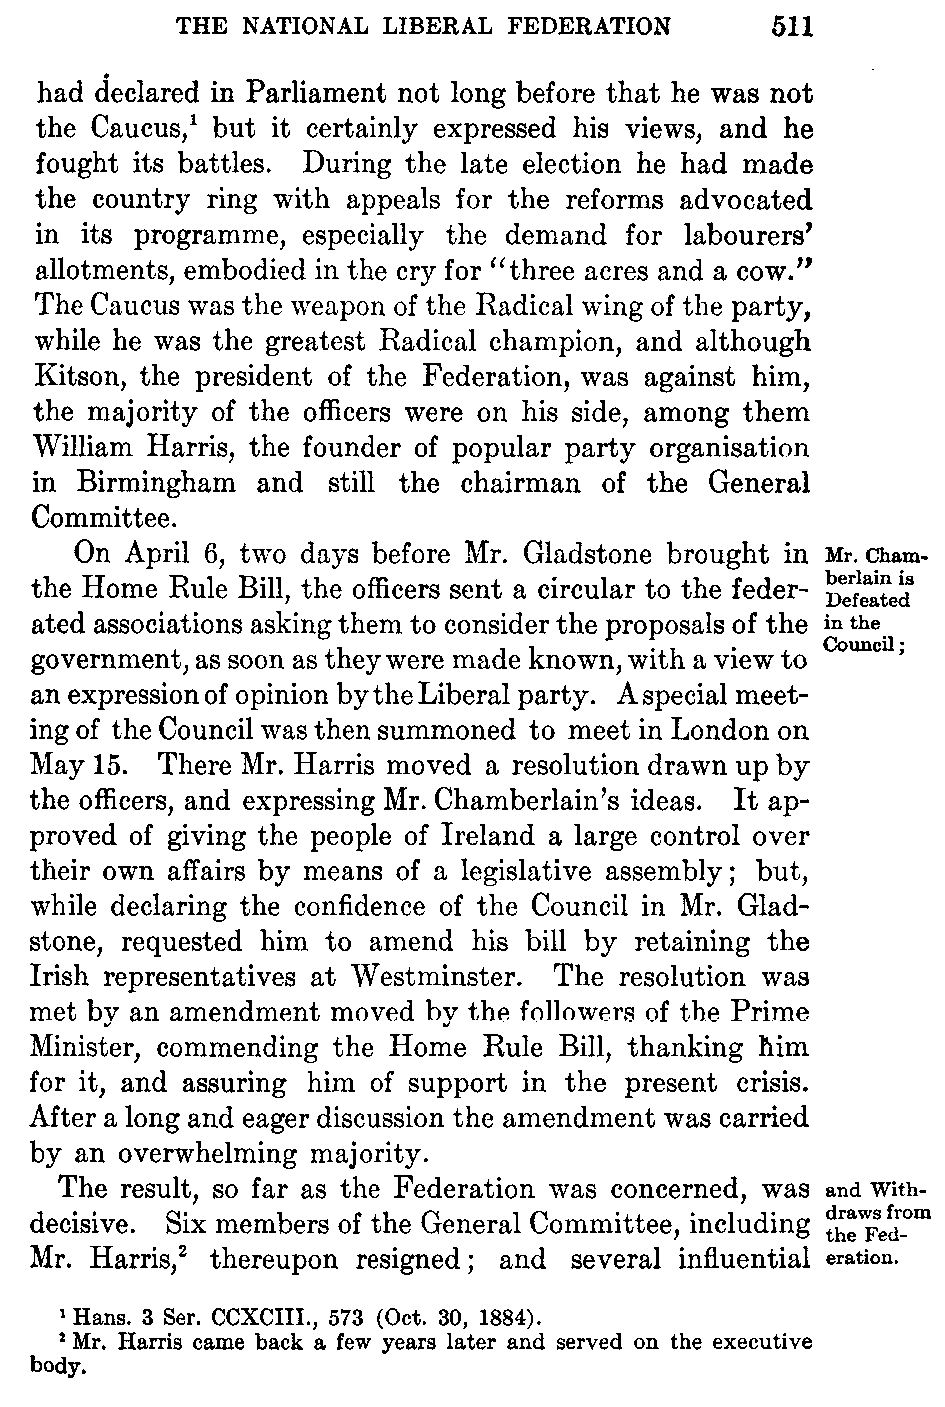 THE NATIONAL LIBERAL FEDERATION 511
had declared in Parliament not long before that he was not
the Caucus,¹ but it certainly expressed his views, and he
fought its battles. During the late election he had made
the country ring with appeals for the reforms advocated
in its programme, especially the demand for labourers'
allotments, embodied in the cry for "three acres and a cow."
The Caucus was the weapon of the Radical wing of the party,
while he was the greatest Radical champion, and although
Kitson, the president of the Federation, was against him,
the majority of the officers were on his side, among them
William Harris, the founder of popular party organisation
in Birmingham and still the chairman of the General
Committee.
On April 6, two days before Mr. Gladstone brought in
the Home Rule Bill, the officers sent a circular to the feder-
ated associations asking them to consider the proposals of the
government, as soon as they were made known, with a view to
an expression of opinion by the Liberal party. A special meet-
ing of the Council was then summoned to meet in London on
May 15. There Mr. Harris moved a resolution drawn up by
the officers, and expressing Mr. Chamberlain's ideas. It ap-
proved of giving the people of Ireland a large control over
their own affairs by means of a legislative assembly; but,
while declaring the confidence of the Council in Mr. Glad-
stone, requested him to amend his bill by retaining the
Irish representatives at Westminster. The resolution was
met by an amendment moved by the followers of the Prime
Minister, commending the Home Rule Bill, thanking him
for it, and assuring him of support in the present crisis.
After a long and eager discussion the amendment was carried
by an overwhelming majority.
The result, so far as the Federation was concerned, was
decisive. Six members of the General Committee, including
Mr. Harris,² thereupon resigned; and several influential
Mr. Cham-
berlain is
Defeated
in the
Council;
and With-
draws from
the Fed-
eration.
¹ Hans. 3 Ser. CCXCIII., 573 (Oct. 30, 1884).
² Mr. Harris came back a few years later and served on the executive
body.